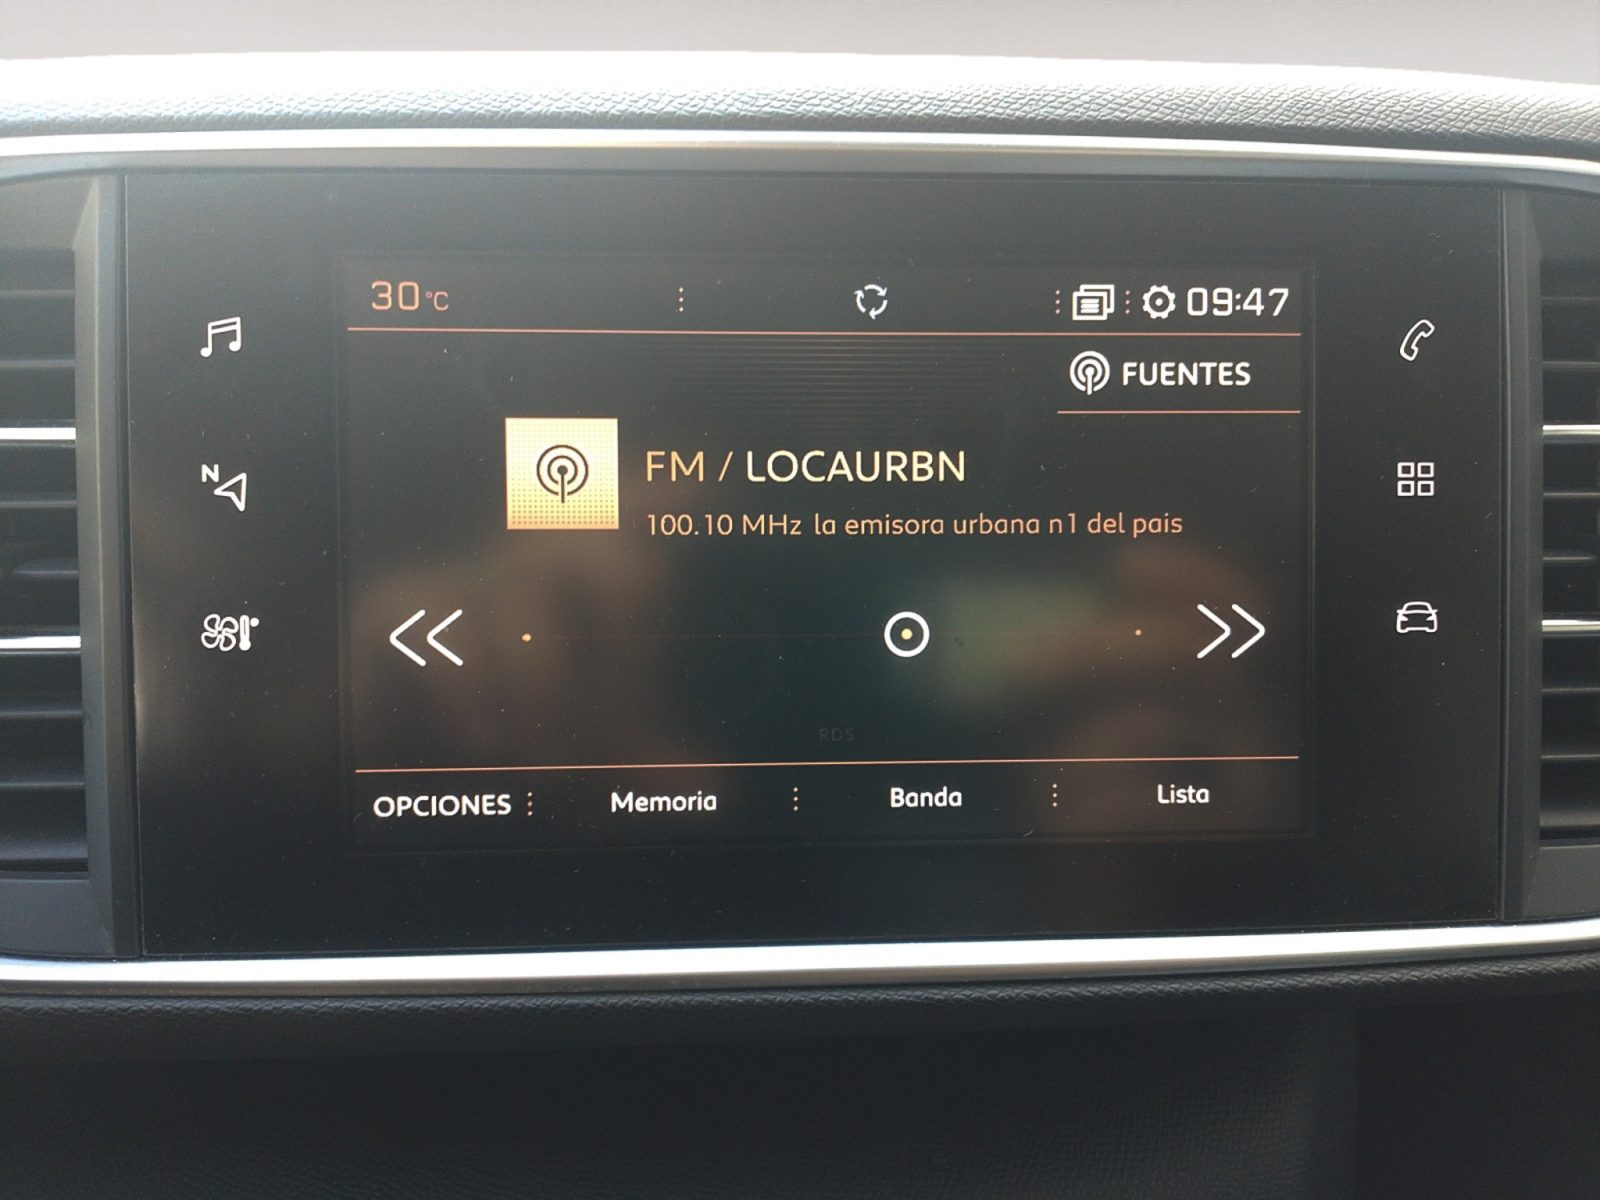 30°C
09:47
FUENTES
FM / LOCAURBN
100.10 MHz la emisora urbana n1 del pais
N
RDS
OPCIONES
Memoria
Banda
Lista